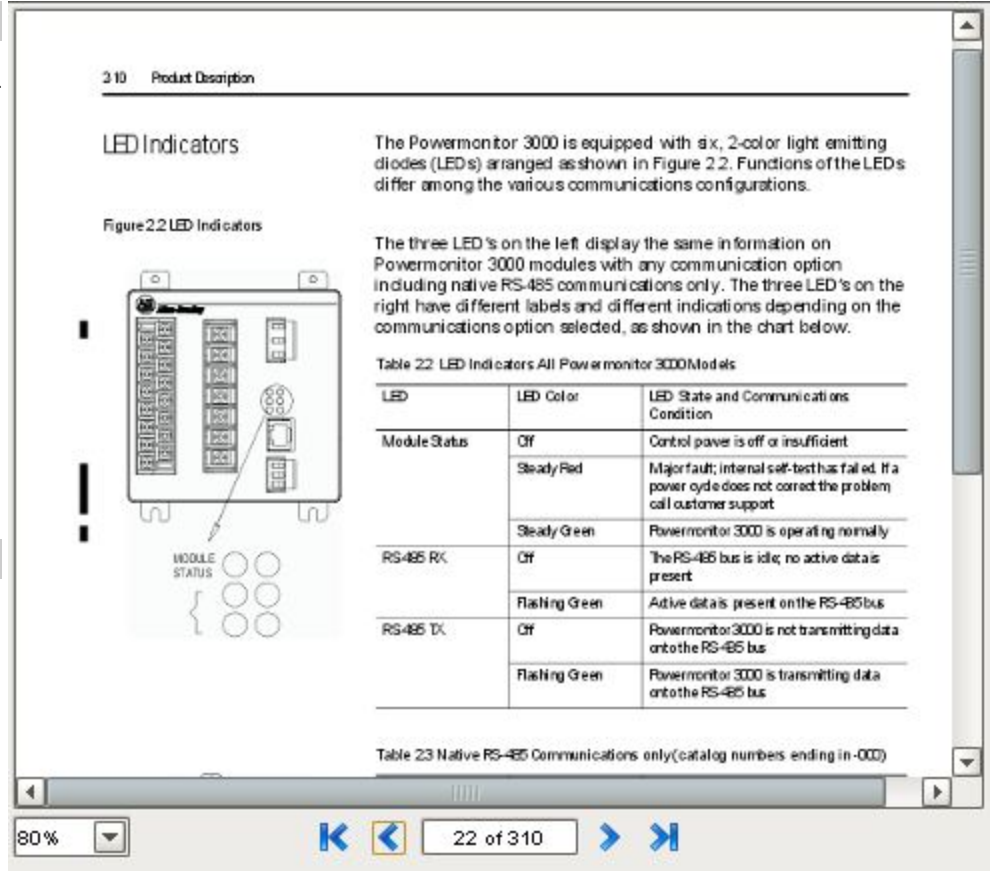 2-10 Product Description
LED Indicators
The Powermonitor 3000 is equipped with six, 2-color light emitting
diodes (LEDs) arranged as shown in Figure 2.2. Functions of the LEDs
differ among the various communications configurations.
Figure 2.2 LED Indicators
The three LED's on the left display the same information on
Powermonitor 3000 modules with any communication option
including native RS-485 communications only. The three LED's on the
right have different labels and different indications depending on the
communications option selected, as shown in the chart below.
Allen-Bradley
MODULE
STATUS
Table 2.2 LED Indicators All Powermonitor 3000 Models
LED LED Color LED State and Communications
Condition
Module Status Off Control power is off or insufficient
Steady Red Major fault; internal self-test has failed. If a
power cycle does not correct the problem,
call customer support
Steady Green Powermonitor 3000 is operating normally
RS-485 RX Off The RS-485 bus is idle; no active data is
present
Flashing Green Active data is present on the RS-485 bus
RS-485 TX Off Powermonitor 3000 is not transmitting data
onto the RS-485 bus
Flashing Green Powermonitor 3000 is transmitting data
onto the RS-485 bus
Table 2.3 Native RS-485 Communications only (catalog numbers ending in -000)
80% 22 of 310